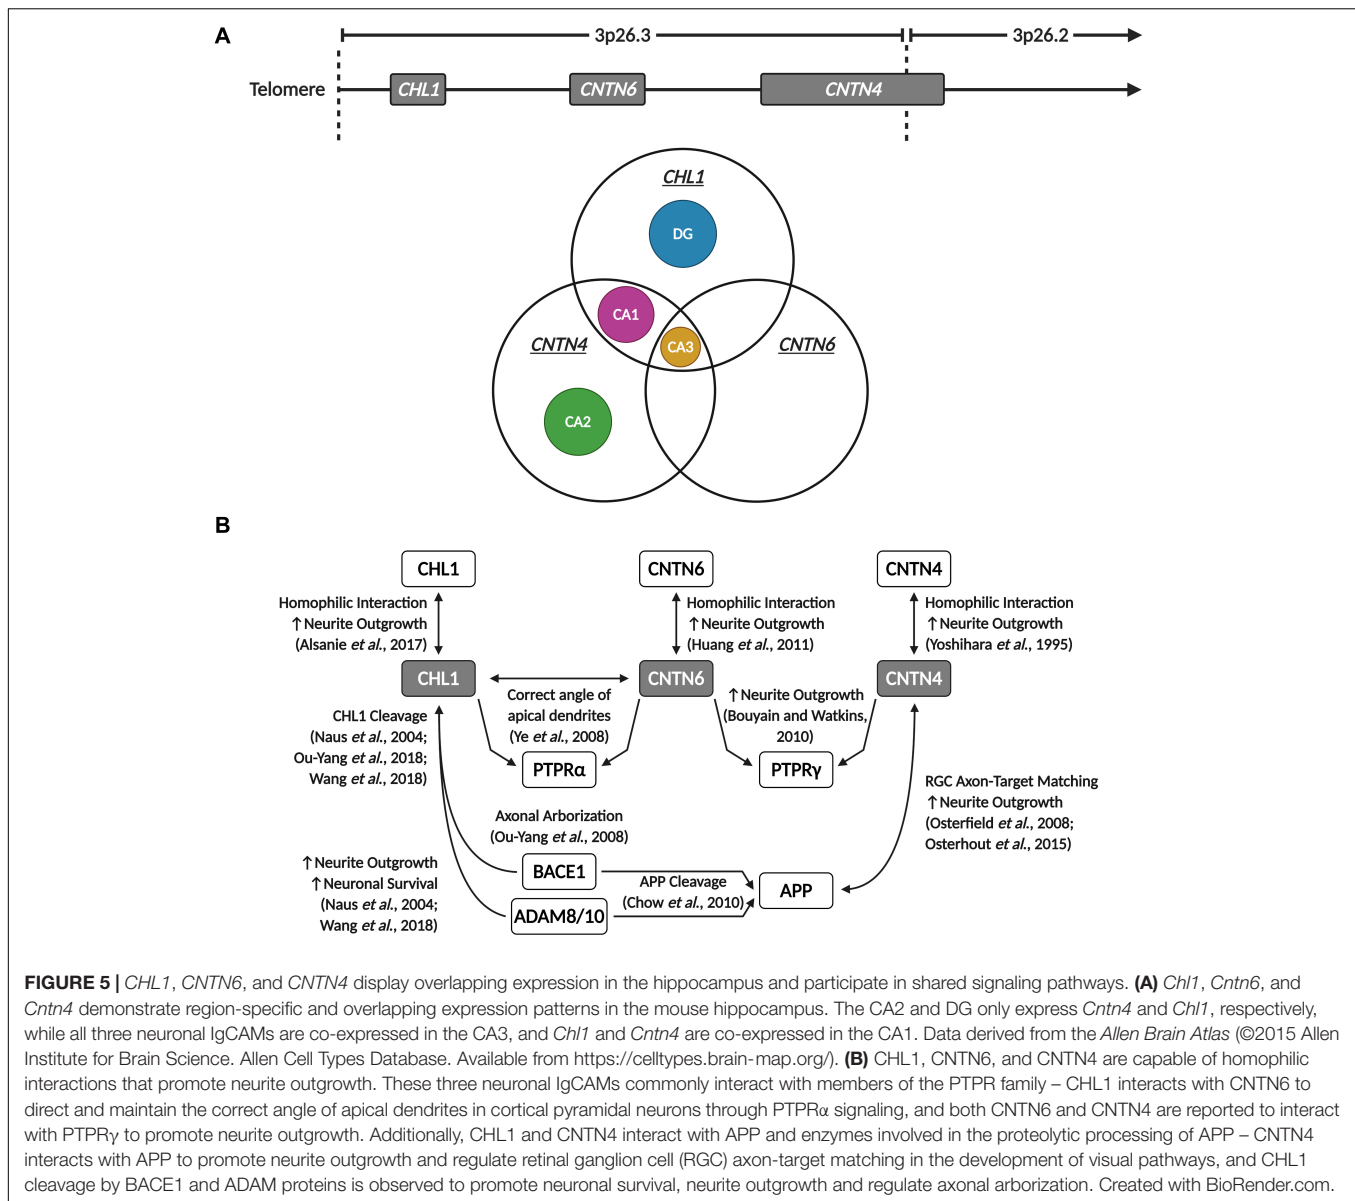 A
3p26.3
3p26.2
Telomere
CHL1
CNTN6
CNTN4
CHL1
DG
CA1
CNTN4
CA3
CNTN6
CA2
B
CHL1
CNTN6
CNTN4
Homophilic Interaction
↑Neurite Outgrowth
(Alsanie et al., 2017)
Homophilic Interaction
↑Neurite Outgrowth
(Huang et al., 2011)
Homophilic Interaction
↑Neurite Outgrowth
(Yoshihara et al., 1995)
CHL1
CNTN6
CNTN4
Correct angle of
apical dendrites
(Ye et al., 2008)
↑Neurite Outgrowth
(Bouyain and Watkins,
2010)
CHL1 Cleavage
(Naus et al., 2004;
Ou-Yang et al., 2018;
Wang et al., 2018)
PTPRα
PTPRγ
RGC Axon-Target Matching
↑Neurite Outgrowth
(Osterfield et al., 2008;
Osterhout et al., 2015)
Axonal Arborization
(Ou-Yang et al., 2008)
↑Neurite Outgrowth
↑Neuronal Survival
(Naus et al., 2004;
Wang et al., 2018)
BACE1
APP Cleavage
(Chow et al., 2010)
APP
ADAM8/10
FIGURE 5 | CHL1, CNTN6, and CNTN4 display overlapping expression in the hippocampus and participate in shared signaling pathways. (A) Chl1, Cntn6, and
Cntn4 demonstrate region-specific and overlapping expression patterns in the mouse hippocampus. The CA2 and DG only express Cntn4 and Chl1, respectively,
while all three neuronal IgCAMs are co-expressed in the CA3, and Chl1 and Cntn4 are co-expressed in the CA1. Data derived from the Allen Brain Atlas (©2015 Allen
Institute for Brain Science. Allen Cell Types Database. Available from https://celltypes.brain-map.org/). (B) CHL1, CNTN6, and CNTN4 are capable of homophilic
interactions that promote neurite outgrowth. These three neuronal IgCAMs commonly interact with members of the PTPR family – CHL1 interacts with CNTN6 to
direct and maintain the correct angle of apical dendrites in cortical pyramidal neurons through PTPRα signaling, and both CNTN6 and CNTN4 are reported to interact
with PTPRγ to promote neurite outgrowth. Additionally, CHL1 and CNTN4 interact with APP and enzymes involved in the proteolytic processing of APP – CNTN4
interacts with APP to promote neurite outgrowth and regulate retinal ganglion cell (RGC) axon-target matching in the development of visual pathways, and CHL1
cleavage by BACE1 and ADAM proteins is observed to promote neuronal survival, neurite outgrowth and regulate axonal arborization. Created with BioRender.com.